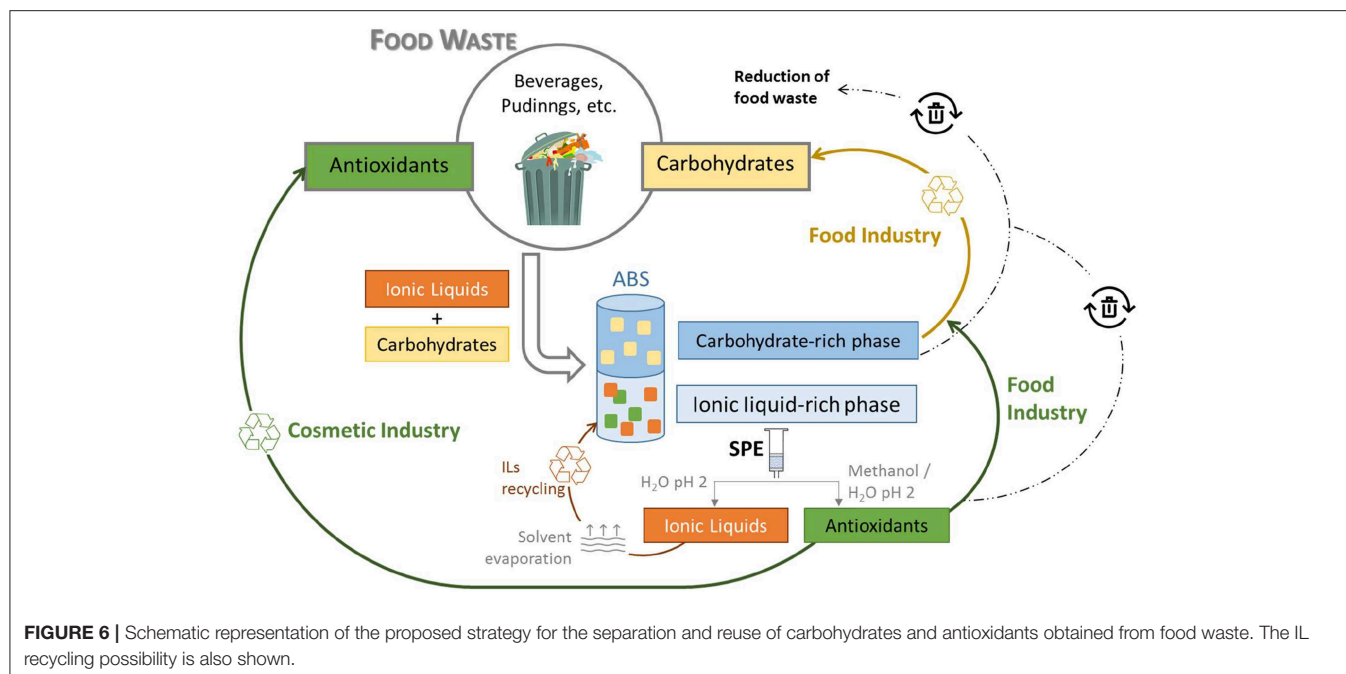 FOOD WASTE
Beverages,
Pudinngs, etc.
Reduction of
food waste
Antioxidants
Carbohydrates
Food Industry
Ionic Liquids
+
Carbohydrates
ABS
Carbohydrate-rich phase
Ionic liquid-rich phase
Food
Industry
Cosmetic Industry
SPE
ILs
recycling
H₂O pH 2
Methanol /
H₂O pH 2
Ionic Liquids
Antioxidants
Solvent
evaporation
FIGURE 6 | Schematic representation of the proposed strategy for the separation and reuse of carbohydrates and antioxidants obtained from food waste. The IL
recycling possibility is also shown.